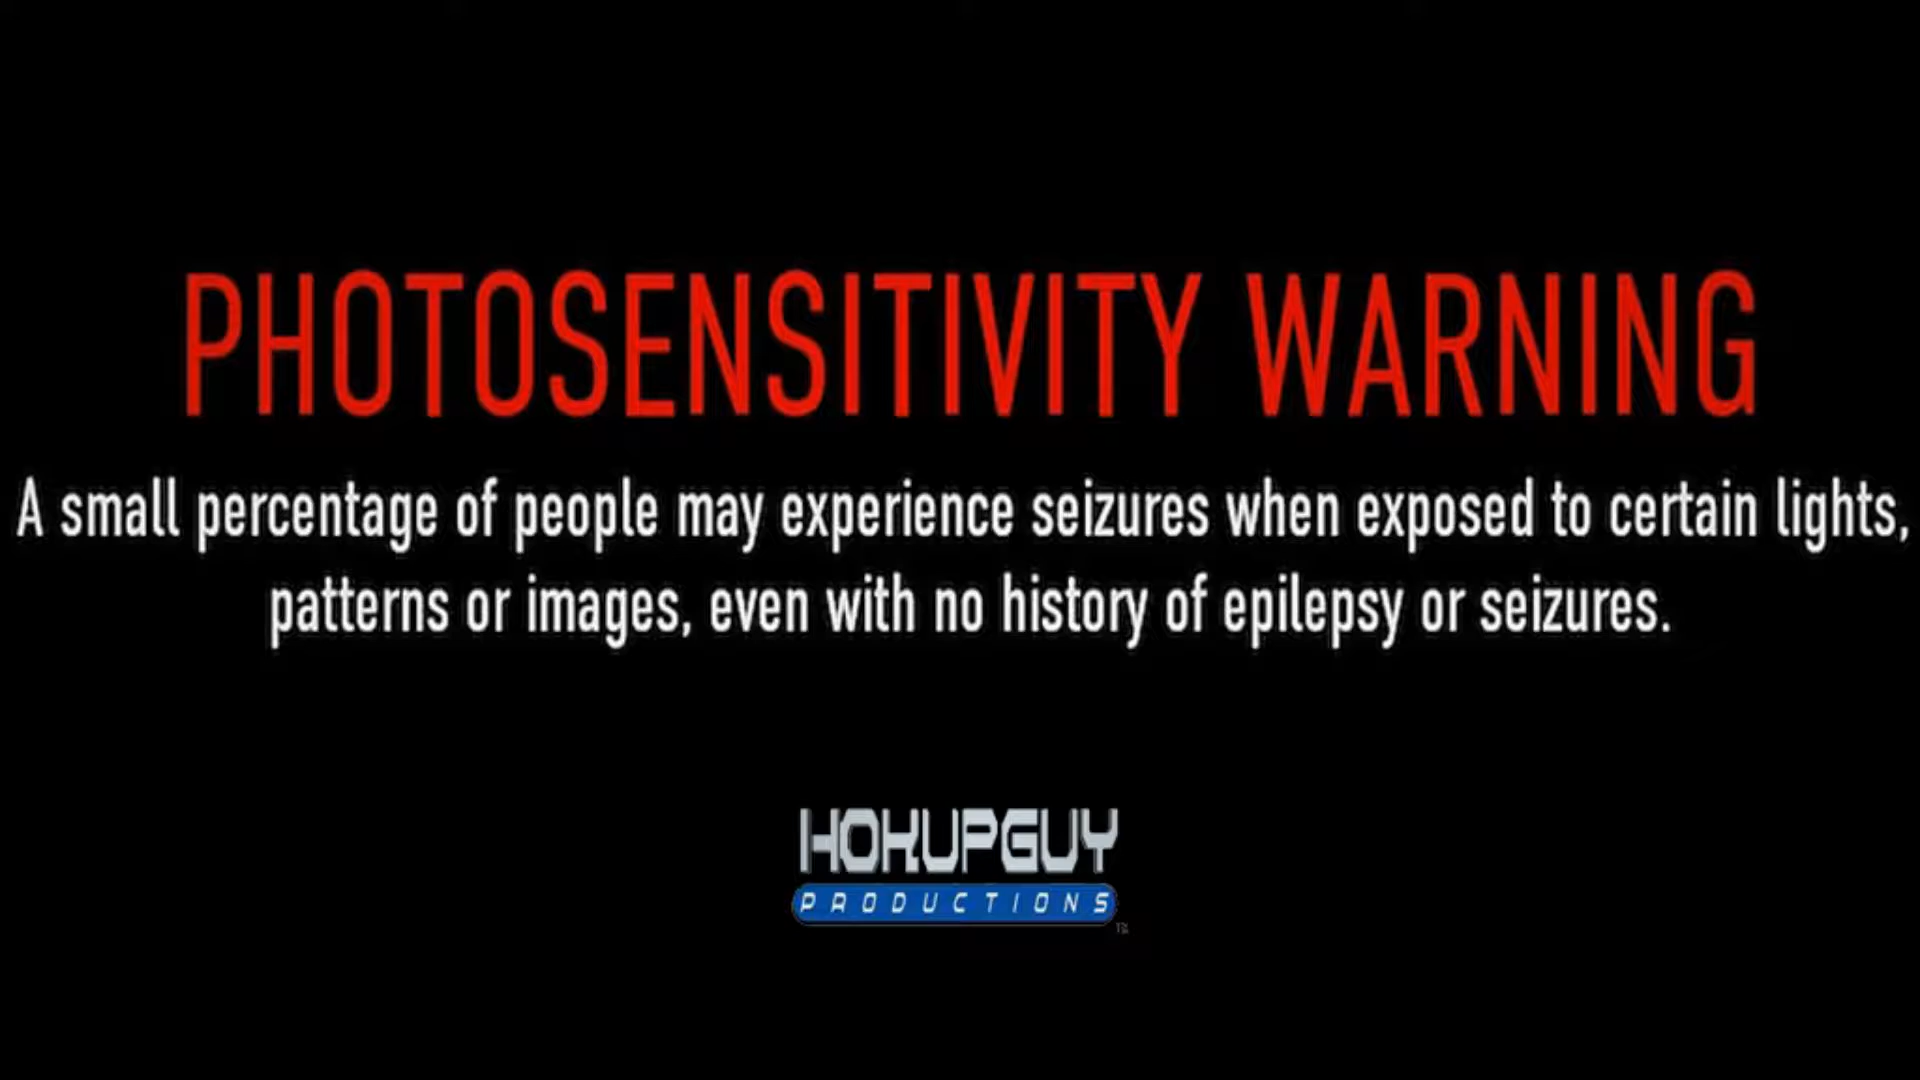 PHOTOSENSITIVITY WARNING
A small percentage of people may experience seizures when exposed to certain lights,
patterns or images, even with no history of epilepsy or seizures.
HOKUPGUY
PRODUCTIONS